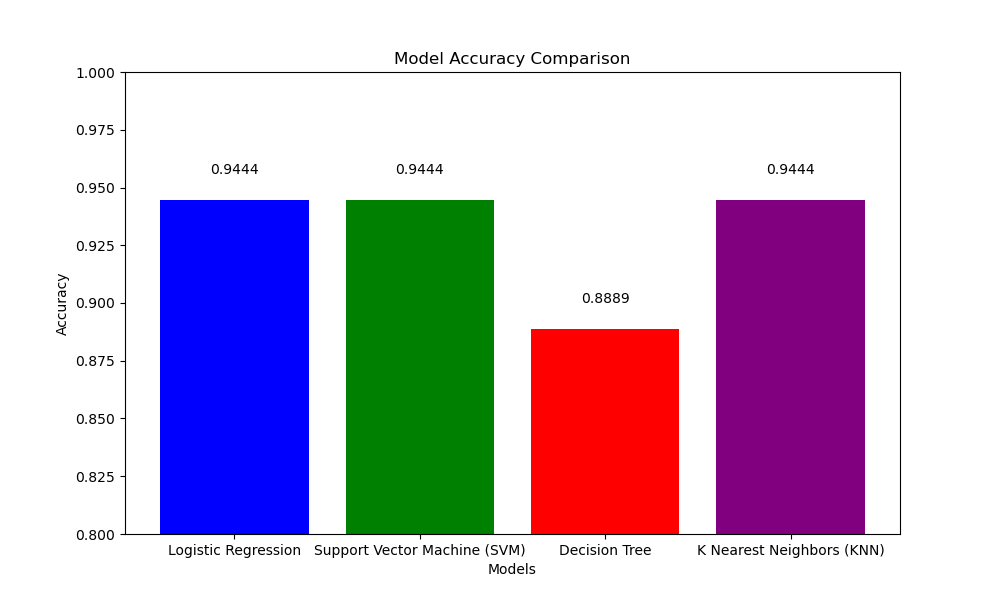 Model Accuracy Comparison
1.000
0.975
0.950
0.925
0.900
0.875
0.850
0.825
0.800
Accuracy
0.9444
0.9444
0.8889
0.9444
Logistic Regression
Support Vector Machine (SVM)
Decision Tree
K Nearest Neighbors (KNN)
Models